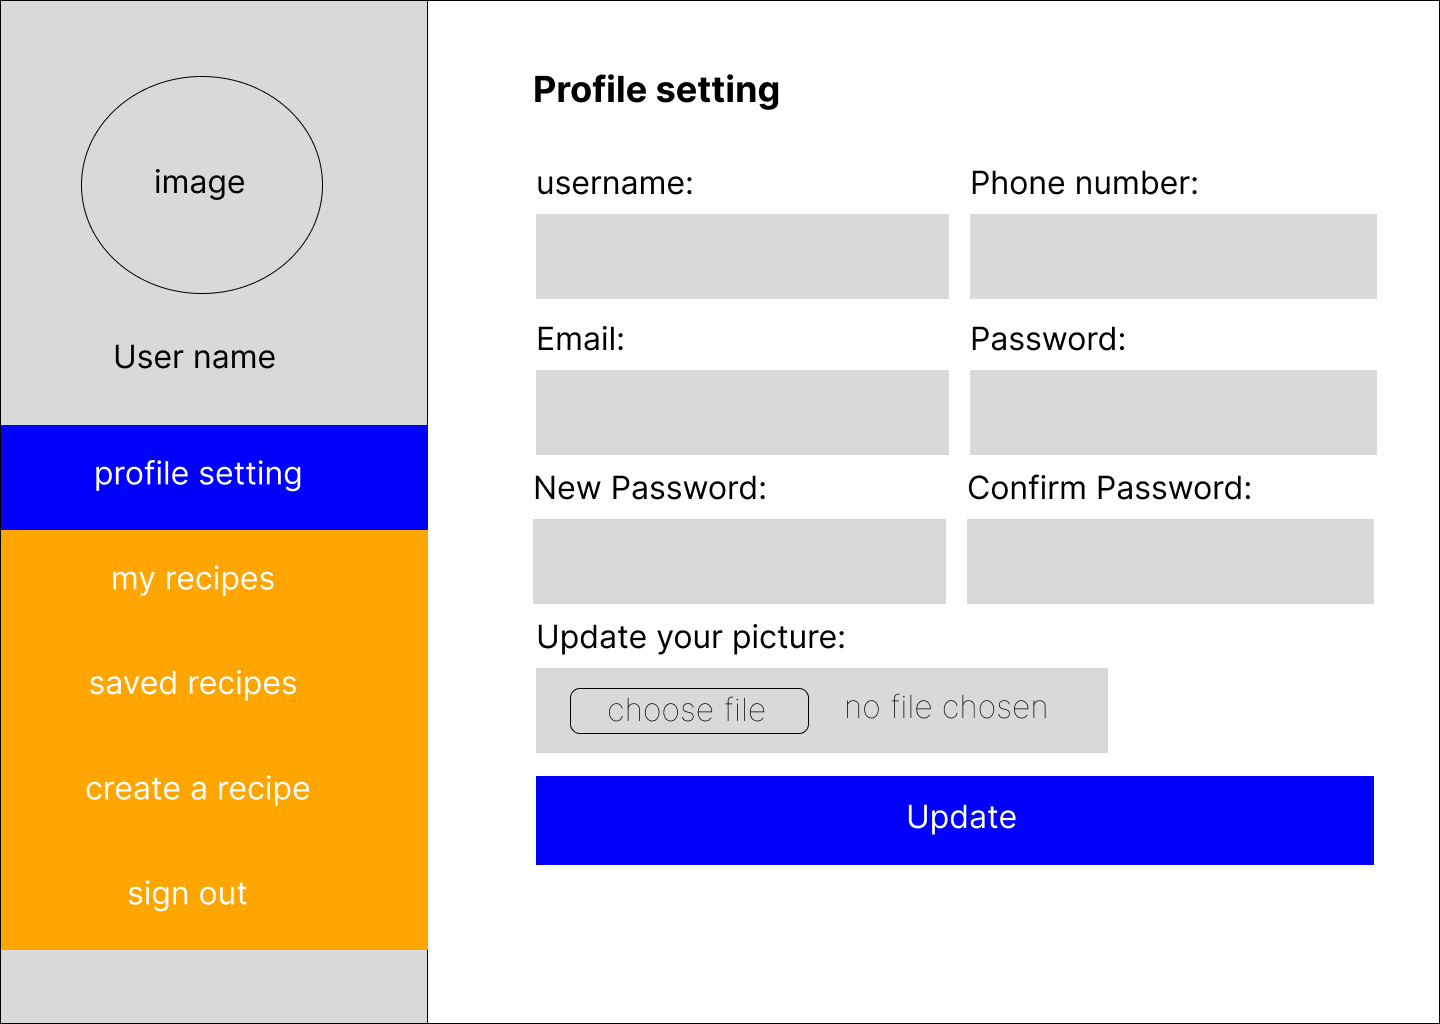 image
User name
profile setting
my recipes
saved recipes
create a recipe
sign out
Profile setting
username:
Phone number:
Email:
Password:
New Password:
Confirm Password:
Update your picture:
choose file
no file chosen
Update